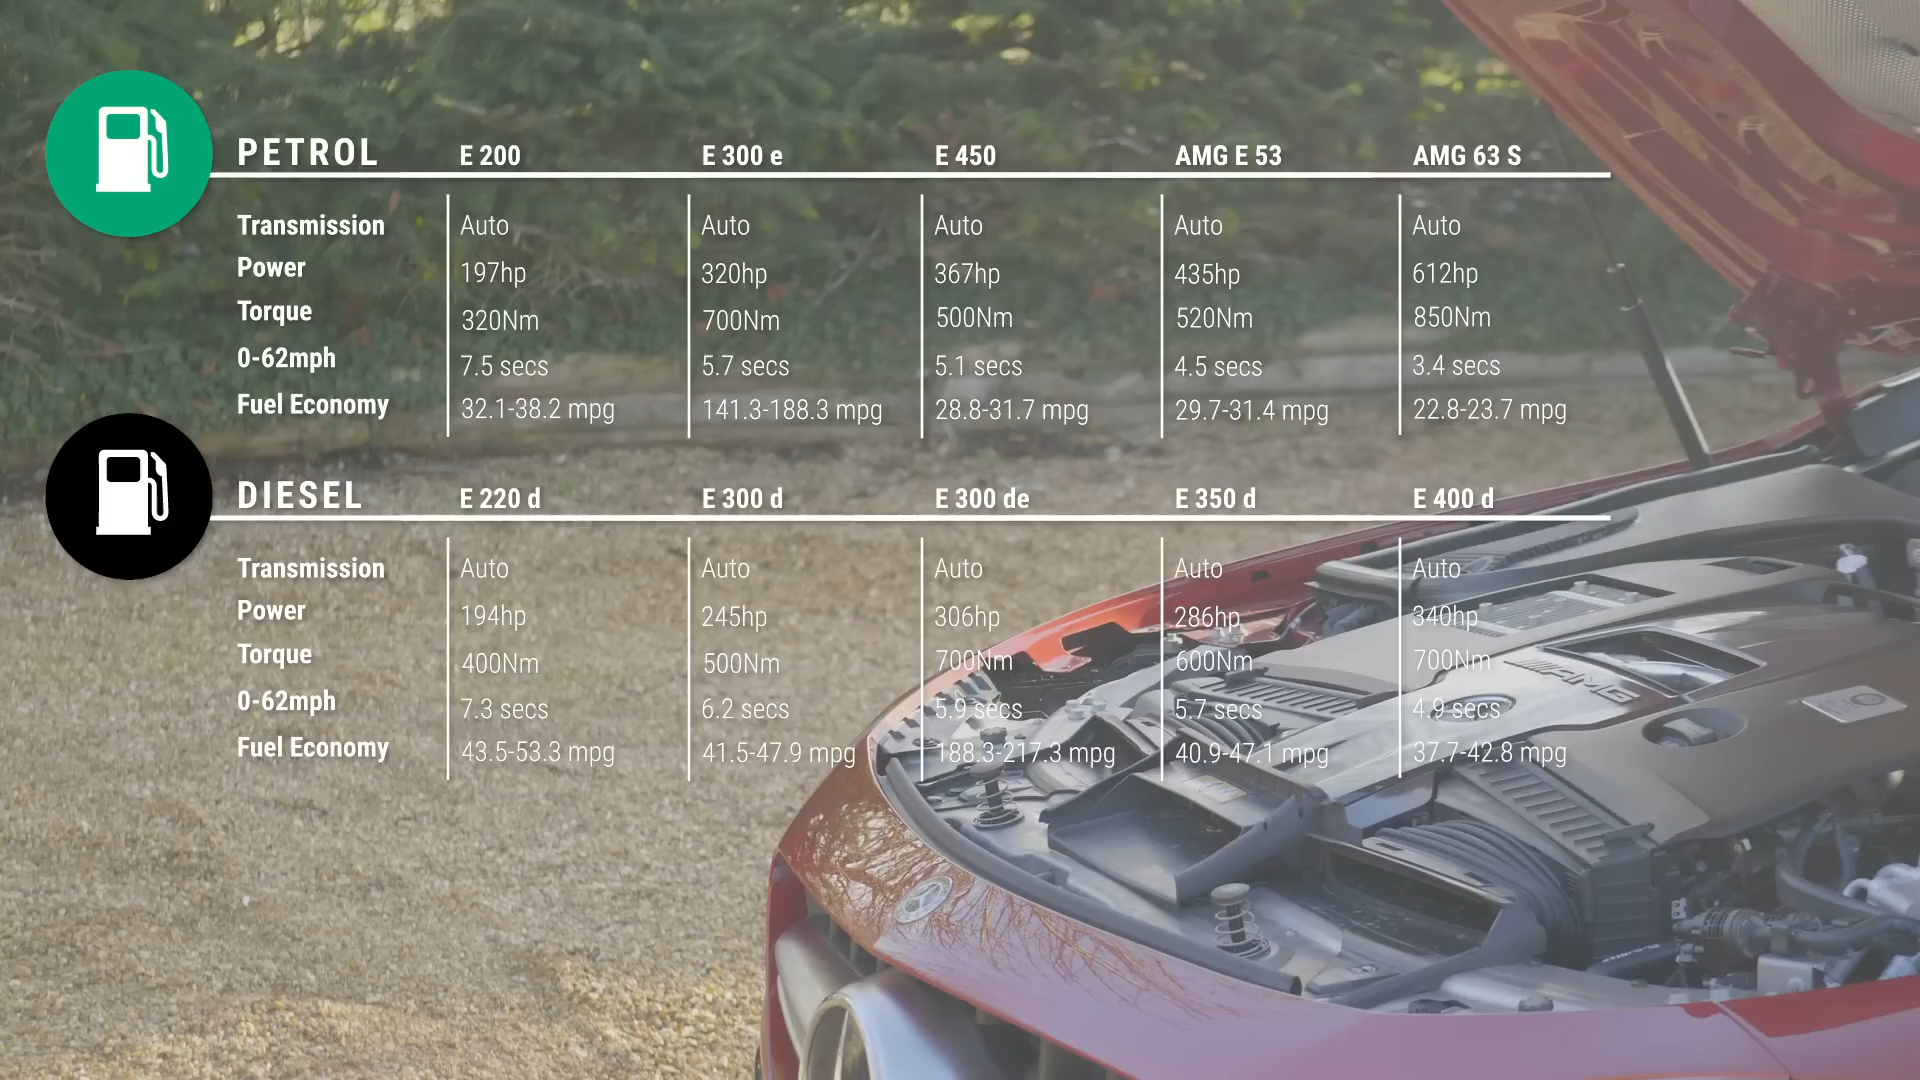 PETROL E 200 E 300 e E 450 AMG E 53 AMG 63 S
Transmission Auto Auto Auto Auto Auto
Power 197hp 320hp 367hp 435hp 612hp
Torque 320Nm 700Nm 500Nm 520Nm 850Nm
0-62mph 7.5 secs 5.7 secs 5.1 secs 4.5 secs 3.4 secs
Fuel Economy 32.1-38.2 mpg 141.3-188.3 mpg 28.8-31.7 mpg 29.7-31.4 mpg 22.8-23.7 mpg
DIESEL E 220 d E 300 d E 300 de E 350 d E 400 d
Transmission Auto Auto Auto Auto Auto
Power 194hp 245hp 306hp 286hp 340hp
Torque 400Nm 500Nm 700Nm 600Nm 700Nm
0-62mph 7.3 secs 6.2 secs 5.9 secs 5.7 secs 4.9 secs
Fuel Economy 43.5-53.3 mpg 41.5-47.9 mpg 188.3-217.3 mpg 40.9-47.1 mpg 37.7-42.8 mpg
AMG